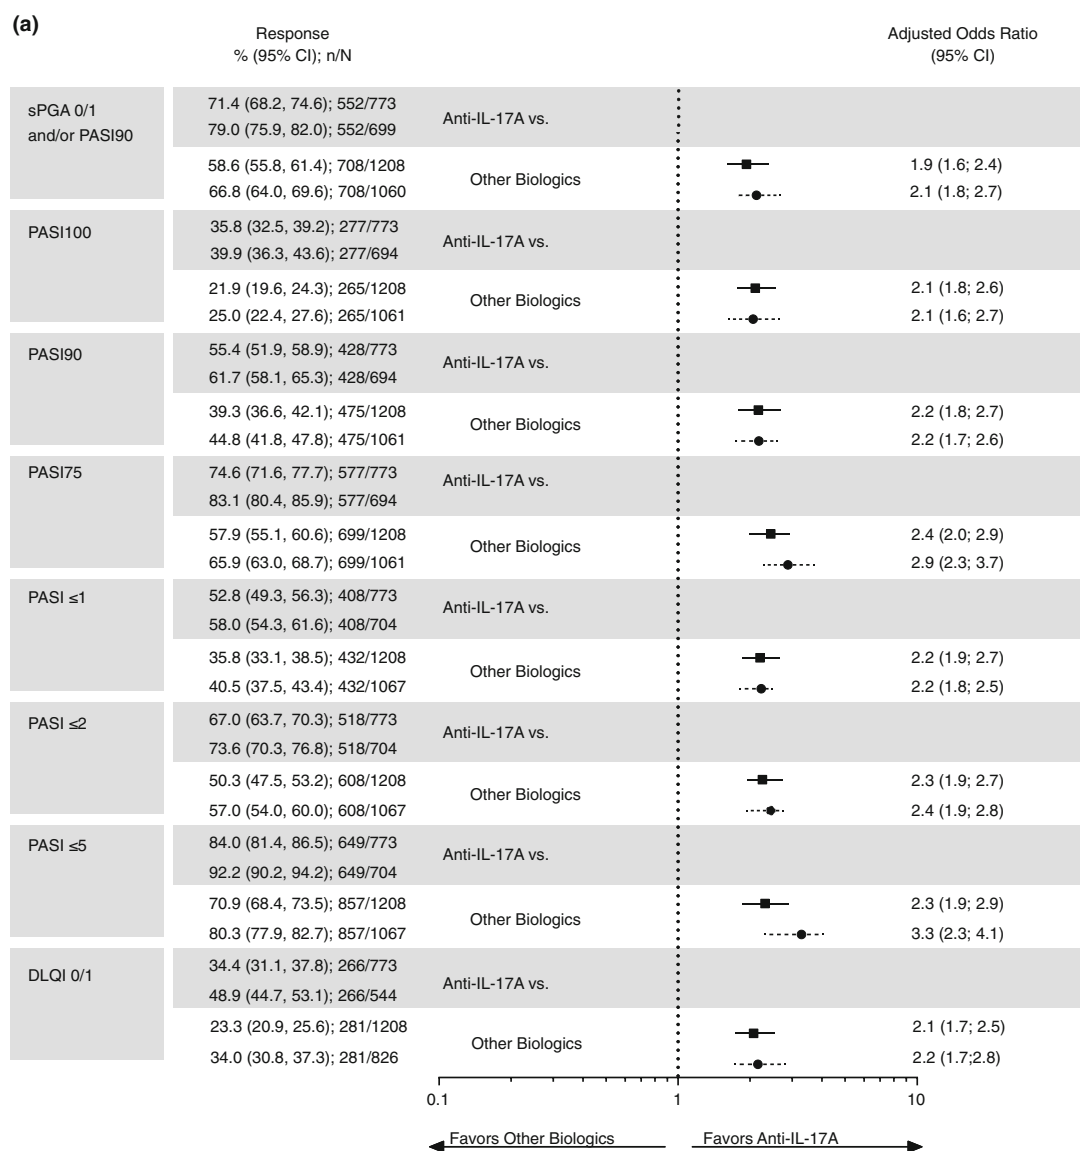 (a)
Response
% (95% CI); n/N
Adjusted Odds Ratio
(95% CI)
sPGA 0/1
and/or PASI90
71.4 (68.2, 74.6); 552/773
79.0 (75.9, 82.0); 552/699
Anti-IL-17A vs.
58.6 (55.8, 61.4); 708/1208
66.8 (64.0, 69.6); 708/1060
Other Biologics
1.9 (1.6; 2.4)
2.1 (1.8; 2.7)
PASI100
35.8 (32.5, 39.2); 277/773
39.9 (36.3, 43.6); 277/694
Anti-IL-17A vs.
21.9 (19.6, 24.3); 265/1208
25.0 (22.4, 27.6); 265/1061
Other Biologics
2.1 (1.8; 2.6)
2.1 (1.6; 2.7)
PASI90
55.4 (51.9, 58.9); 428/773
61.7 (58.1, 65.3); 428/694
Anti-IL-17A vs.
39.3 (36.6, 42.1); 475/1208
44.8 (41.8, 47.8); 475/1061
Other Biologics
2.2 (1.8; 2.7)
2.2 (1.7; 2.6)
PASI75
74.6 (71.6, 77.7); 577/773
83.1 (80.4, 85.9); 577/694
Anti-IL-17A vs.
57.9 (55.1, 60.6); 699/1208
65.9 (63.0, 68.7); 699/1061
Other Biologics
2.4 (2.0; 2.9)
2.9 (2.3; 3.7)
PASI ≤1
52.8 (49.3, 56.3); 408/773
58.0 (54.3, 61.6); 408/704
Anti-IL-17A vs.
35.8 (33.1, 38.5); 432/1208
40.5 (37.5, 43.4); 432/1067
Other Biologics
2.2 (1.9; 2.7)
2.2 (1.8; 2.5)
PASI ≤2
67.0 (63.7, 70.3); 518/773
73.6 (70.3, 76.8); 518/704
Anti-IL-17A vs.
50.3 (47.5, 53.2); 608/1208
57.0 (54.0, 60.0); 608/1067
Other Biologics
2.3 (1.9; 2.7)
2.4 (1.9; 2.8)
PASI ≤5
84.0 (81.4, 86.5); 649/773
92.2 (90.2, 94.2); 649/704
Anti-IL-17A vs.
70.9 (68.4, 73.5); 857/1208
80.3 (77.9, 82.7); 857/1067
Other Biologics
2.3 (1.9; 2.9)
3.3 (2.3; 4.1)
DLQI 0/1
34.4 (31.1, 37.8); 266/773
48.9 (44.7, 53.1); 266/544
Anti-IL-17A vs.
23.3 (20.9, 25.6); 281/1208
34.0 (30.8, 37.3); 281/826
Other Biologics
2.1 (1.7; 2.5)
2.2 (1.7;2.8)
0.1 1 10
Favors Other Biologics Favors Anti-IL-17A